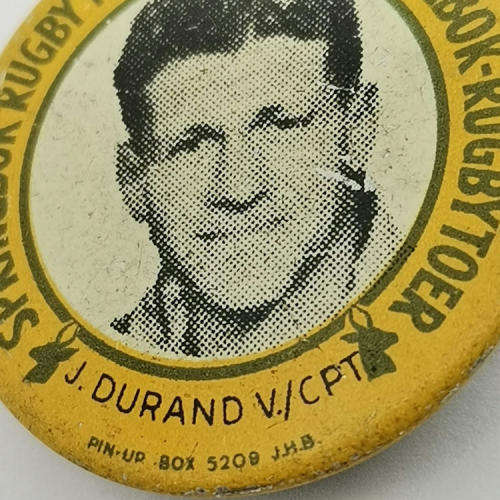 SPRINGBOK RUGBY
BOK-RUGBYTOER
J. DURAND V./CPT.
PIN-UP BOX 5209 J.H.B.